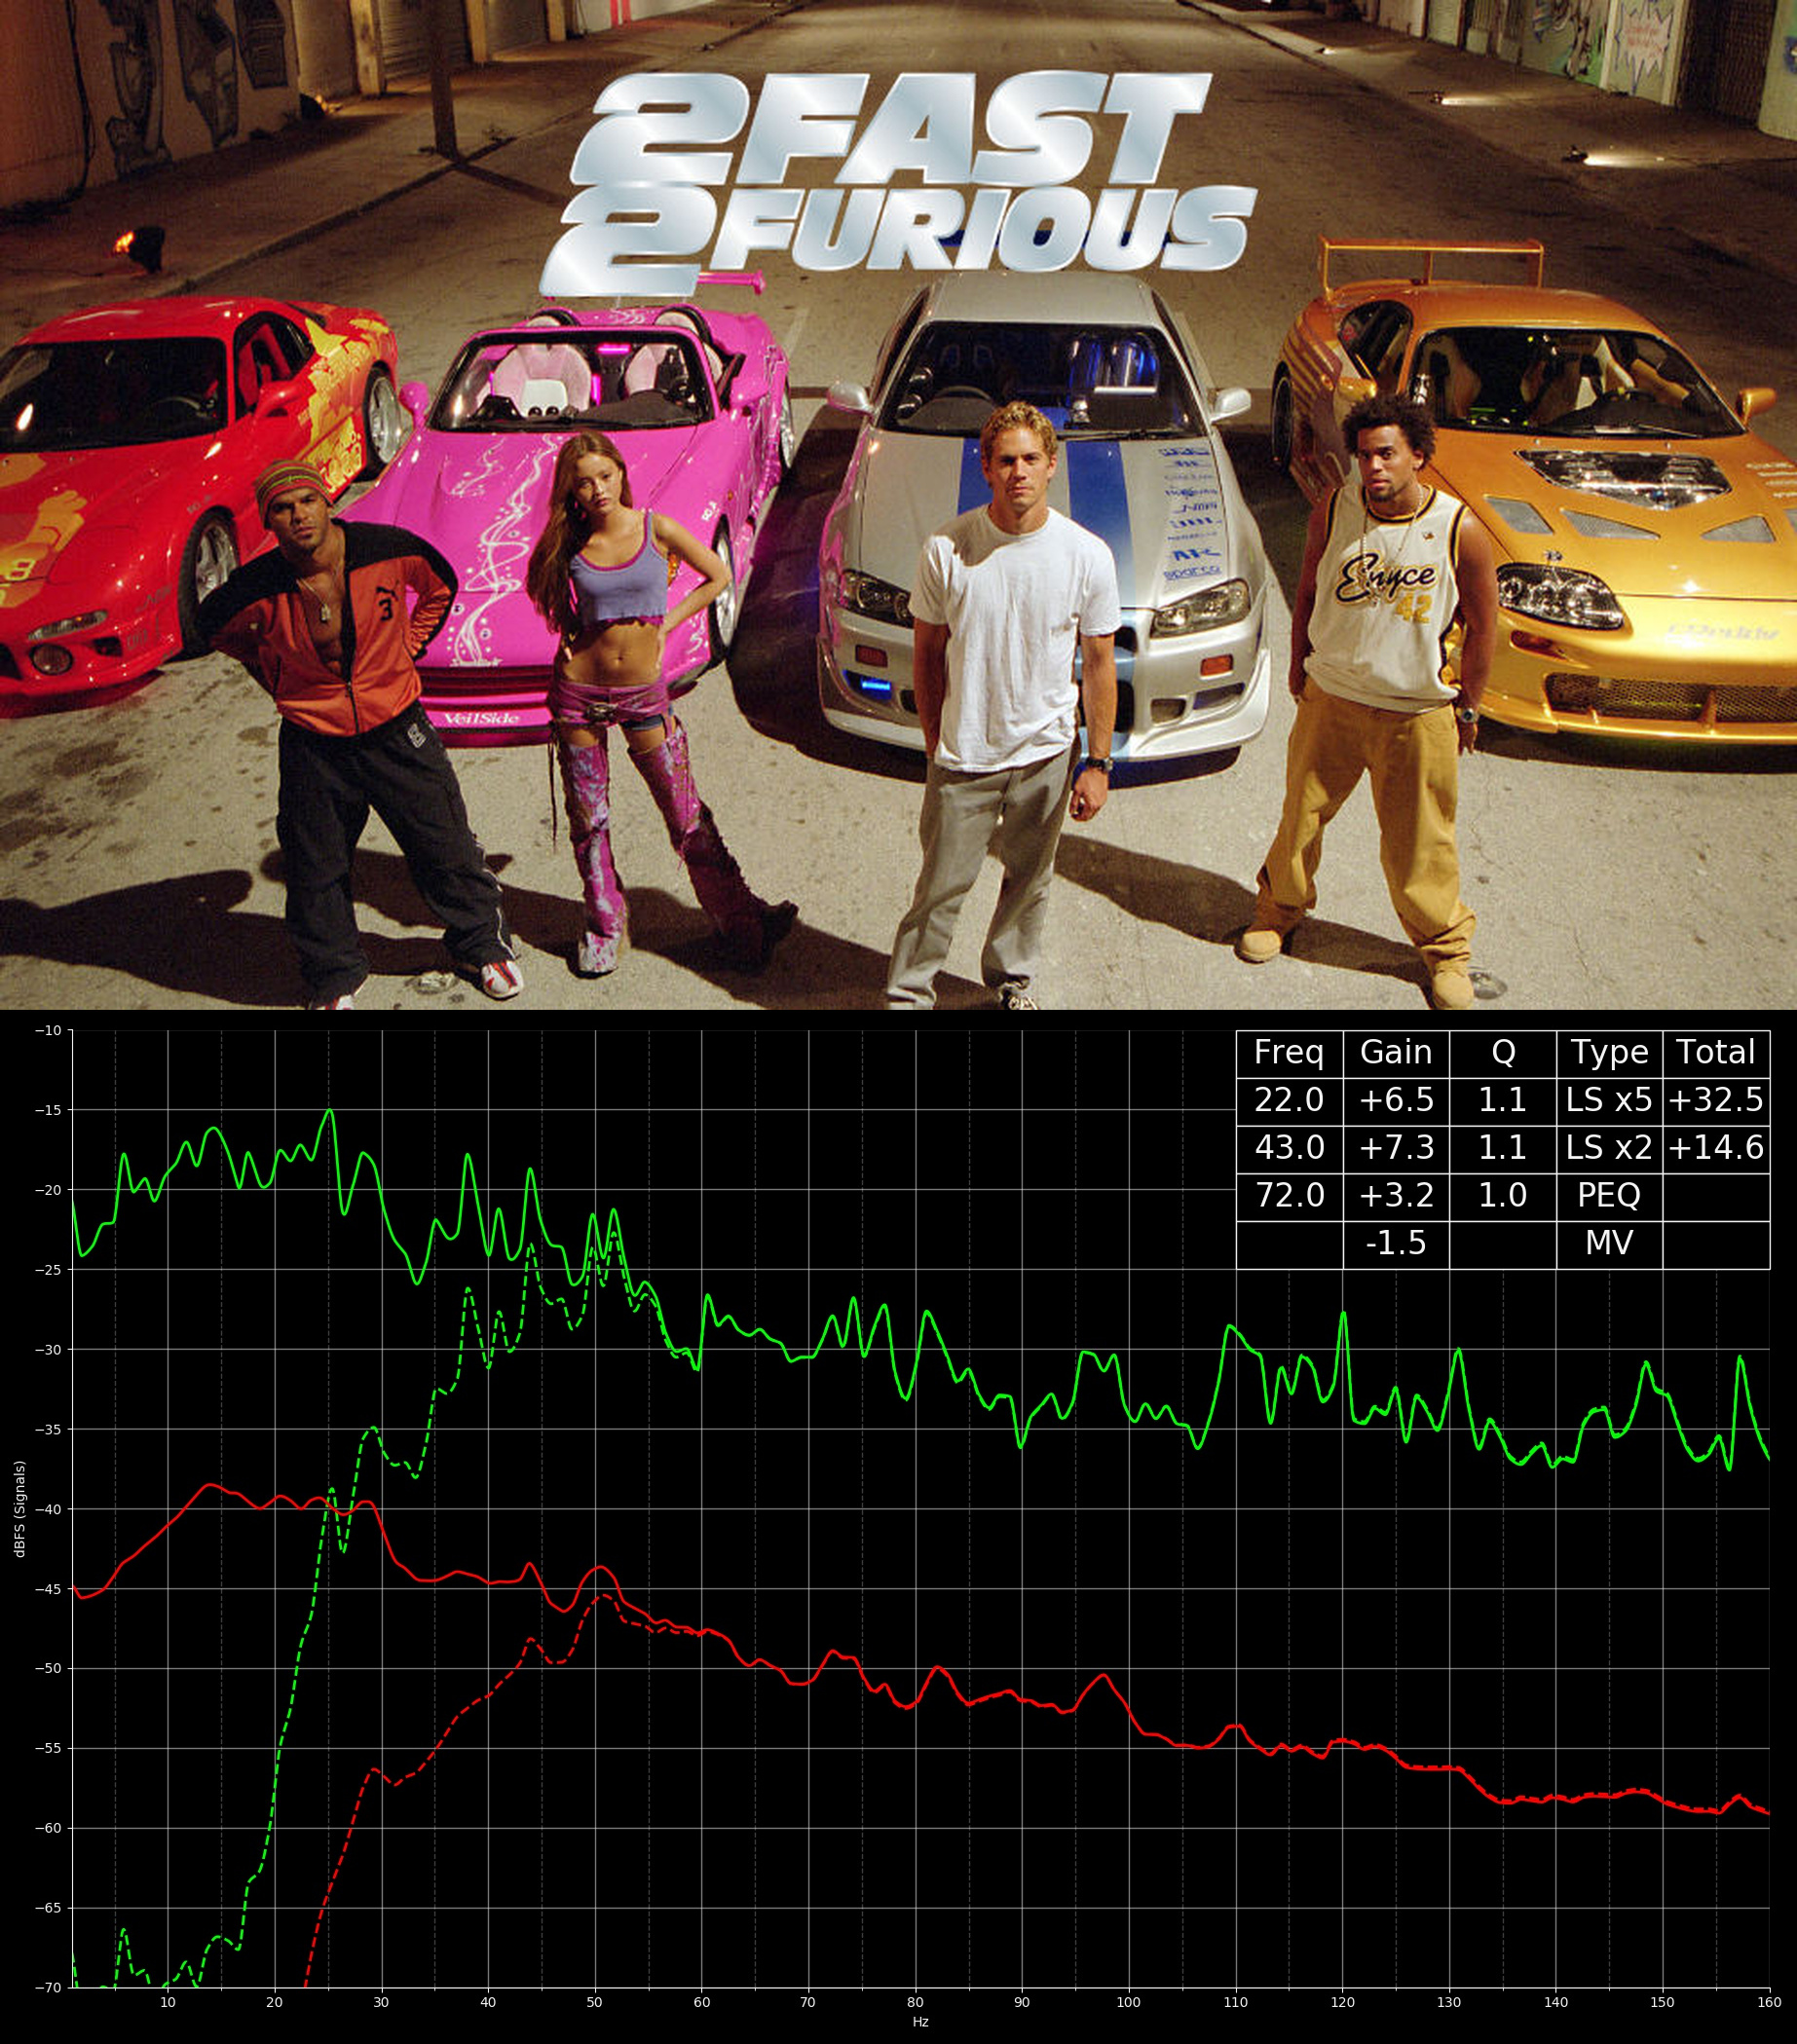 2FAST
2FURIOUS
VeilSide
3
Enyce
42
sparco
Freq Gain Q Type Total
22.0 +6.5 1.1 LS x5 +32.5
43.0 +7.3 1.1 LS x2 +14.6
72.0 +3.2 1.0 PEQ
-1.5 MV
−10
−15
−20
−25
−30
−35
−40
−45
−50
−55
−60
−65
−70
dBFS (Signals)
10 20 30 40 50 60 70 80 90 100 110 120 130 140 150 160
Hz